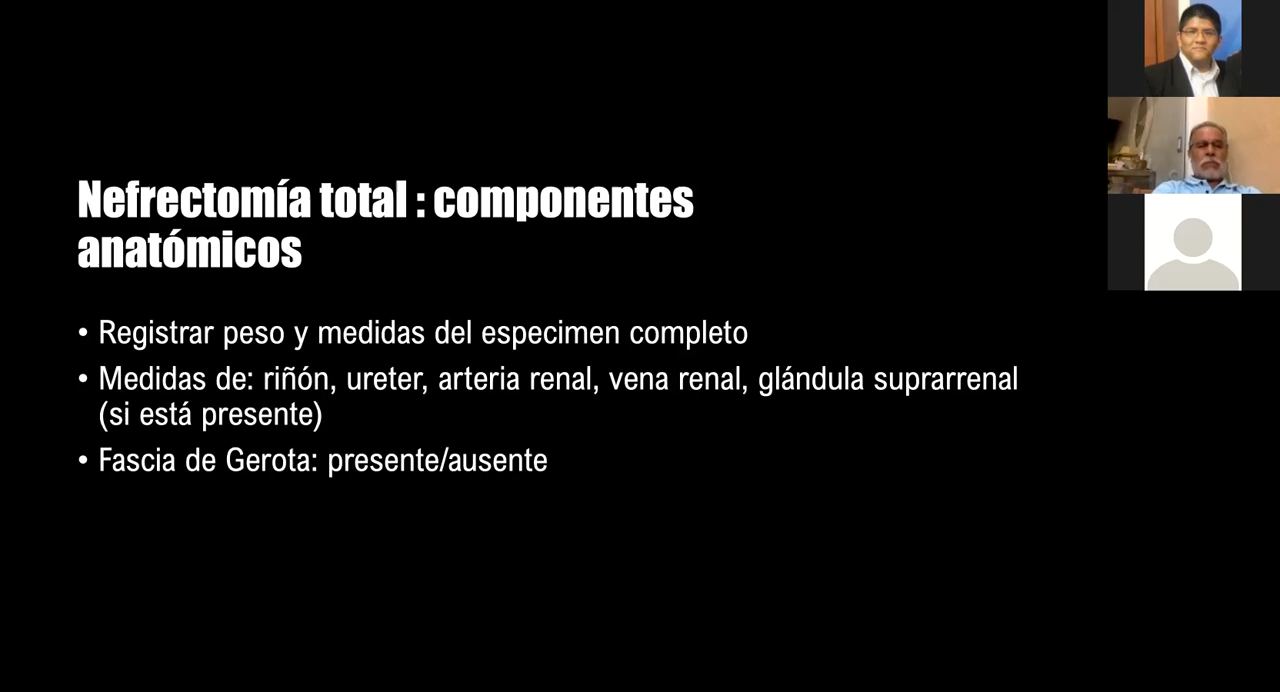 Nefrectomía total : componentes
anatómicos
• Registrar peso y medidas del especimen completo
• Medidas de: riñón, ureter, arteria renal, vena renal, glándula suprarrenal
(si está presente)
• Fascia de Gerota: presente/ausente